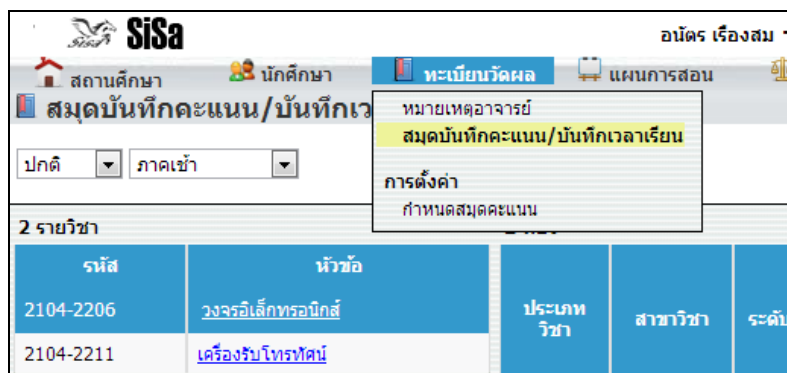 SiSa อนัตร เรืองสม
สถานศึกษา นักศึกษา ทะเบียนวัดผล แผนการสอน
สมุดบันทึกคะแนน/บันทึกเว
หมายเหตุอาจารย์
สมุดบันทึกคะแนน/บันทึกเวลาเรียน
ปกติ ภาคเช้า
การตั้งค่า
กำหนดสมุดคะแนน
2 รายวิชา
รหัส หัวข้อ
2104-2206 วงจรอิเล็กทรอนิกส์
ประเภทวิชา สาขาวิชา ระดับ
2104-2211 เครื่องรับโทรทัศน์